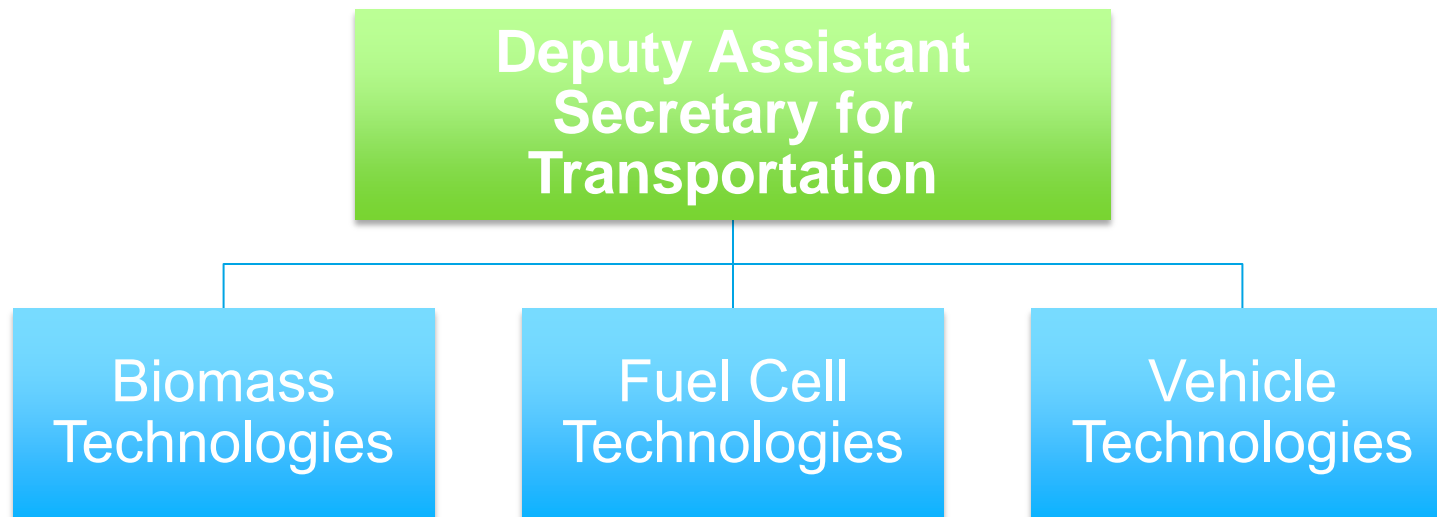 Deputy Assistant
Secretary for
Transportation
Biomass
Technologies
Fuel Cell
Technologies
Vehicle
Technologies